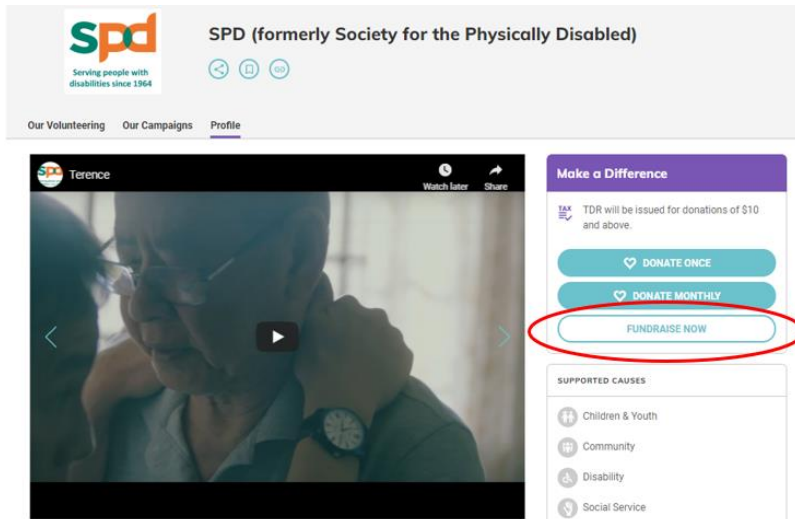 spd
Serving people with
disabilities since 1964
SPD (formerly Society for the Physically Disabled)
Our Volunteering Our Campaigns Profile
spd Terence
Watch later Share
Make a Difference
TAX TDR will be issued for donations of $10
and above.
DONATE ONCE
DONATE MONTHLY
FUNDRAISE NOW
SUPPORTED CAUSES
Children & Youth
Community
Disability
Social Service